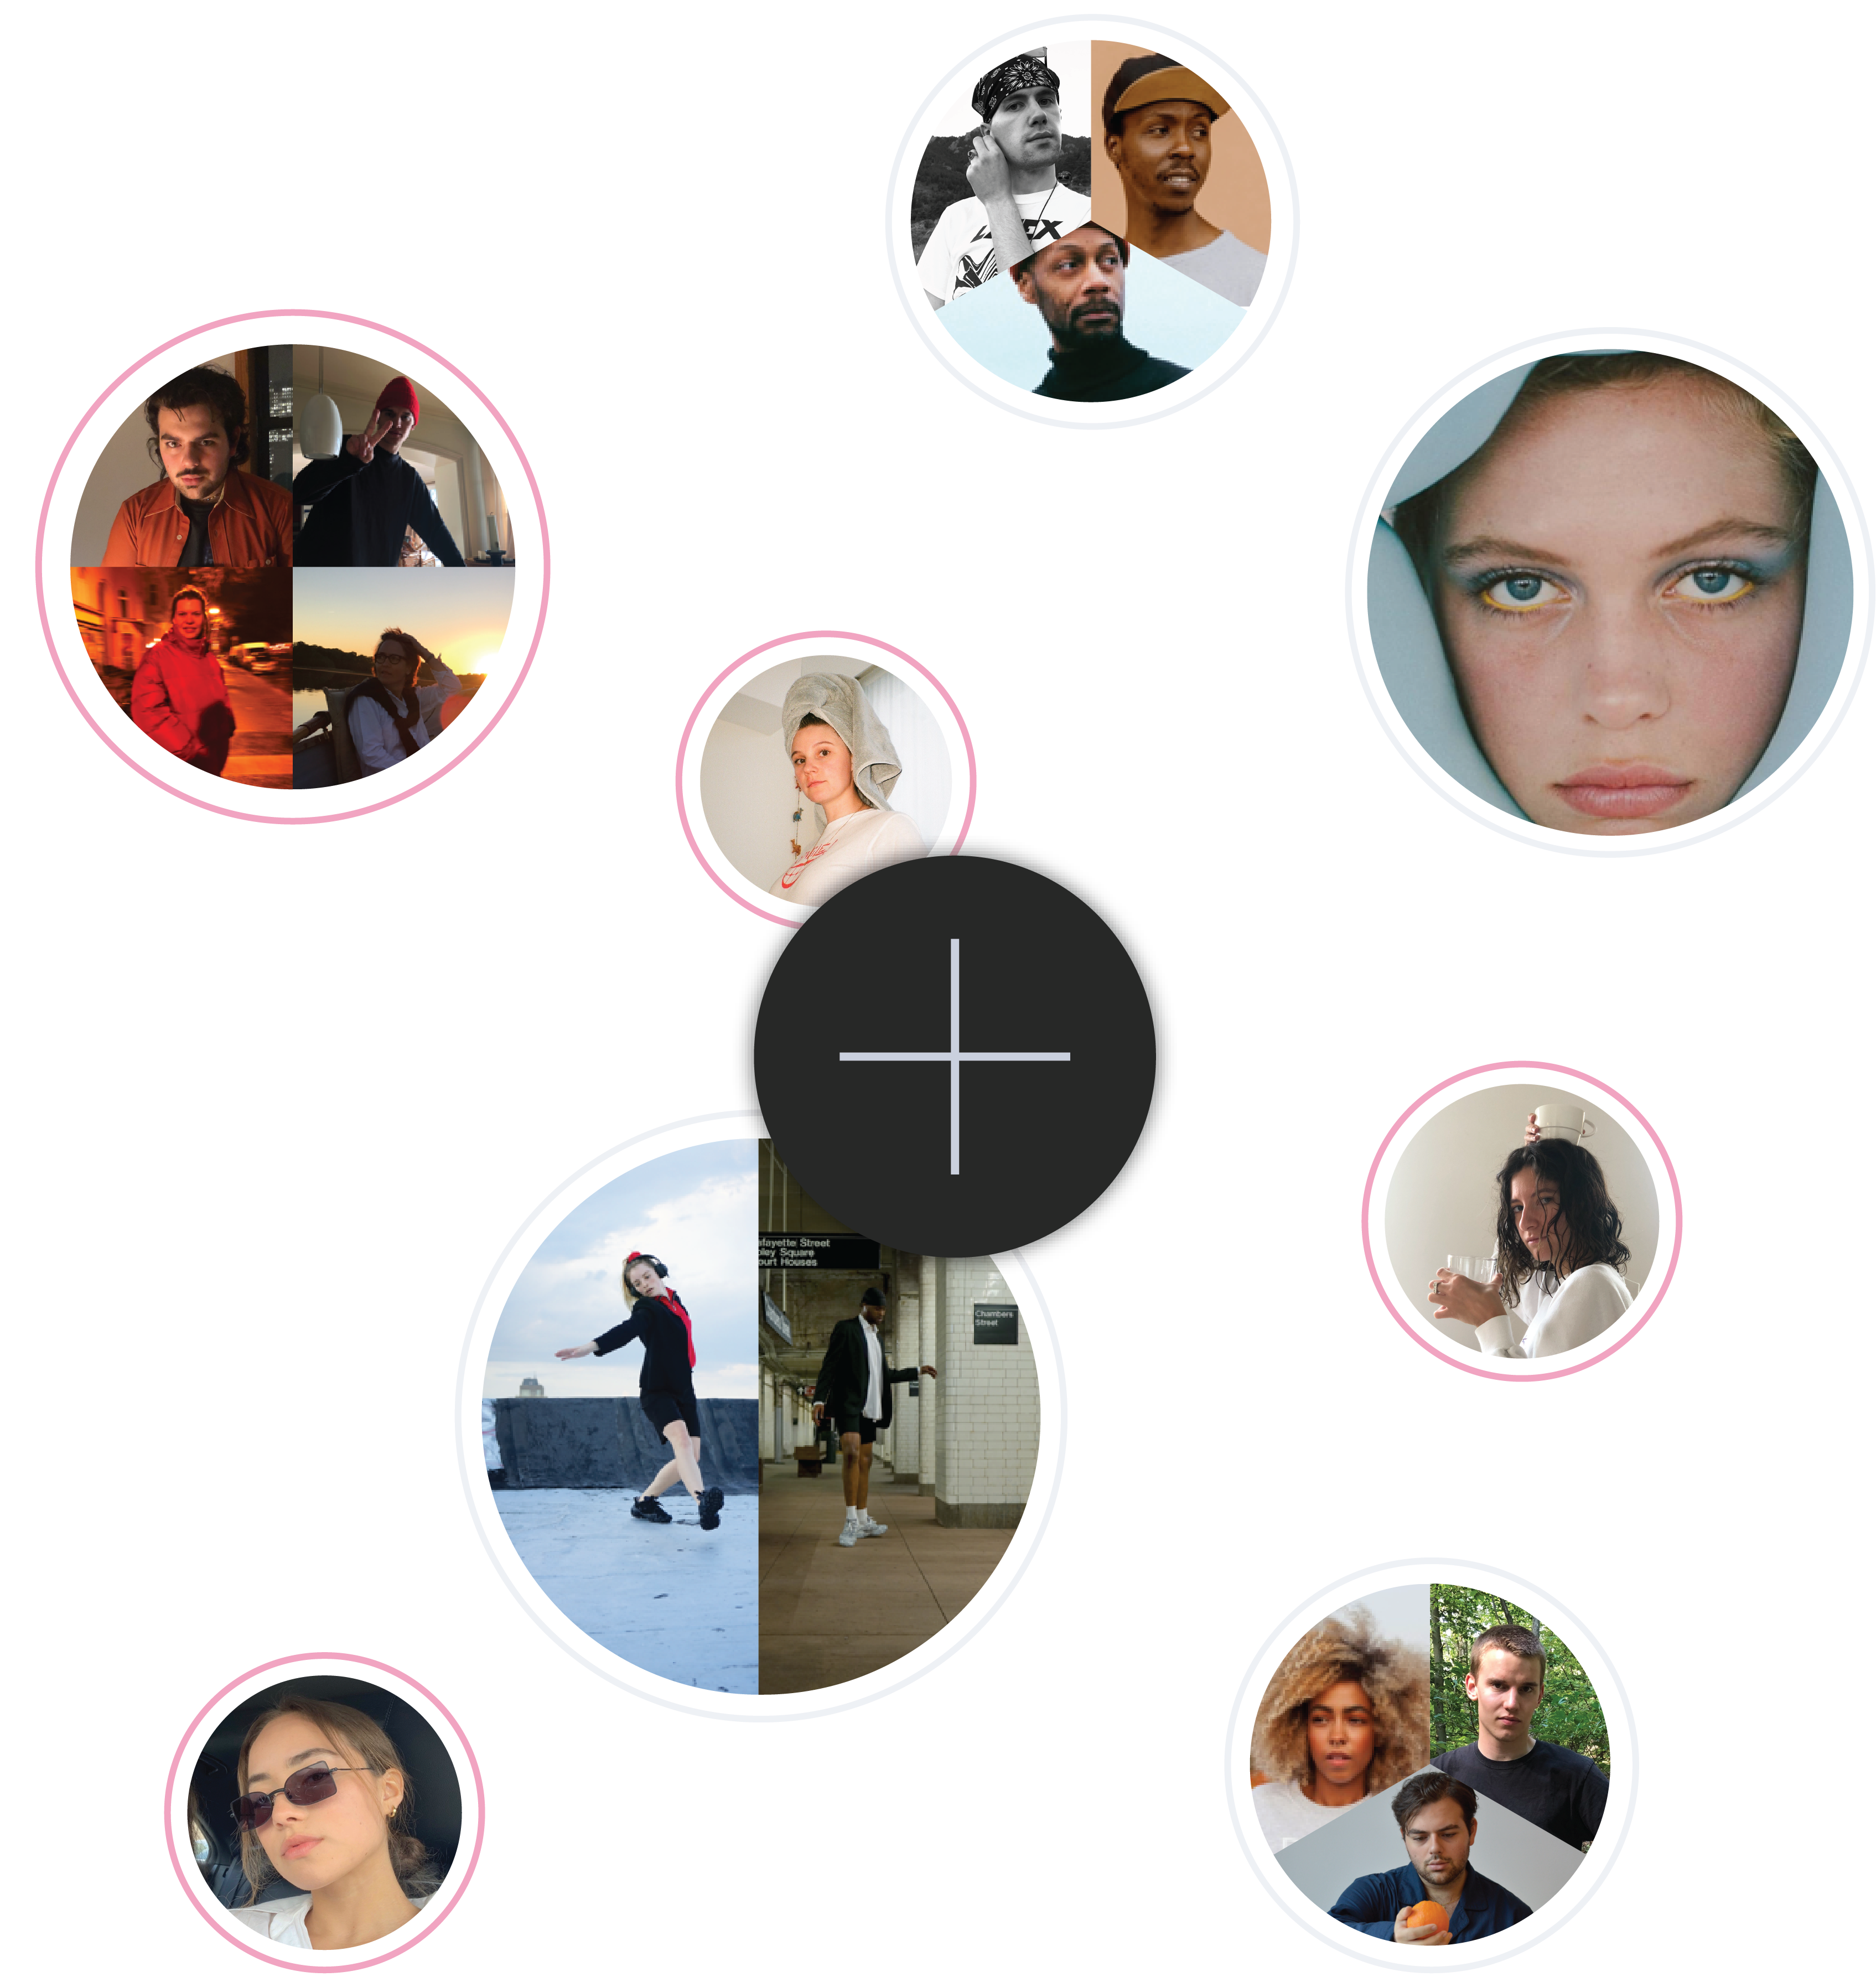 afayette Street
oley Square
ourt Houses
Chambers
Street